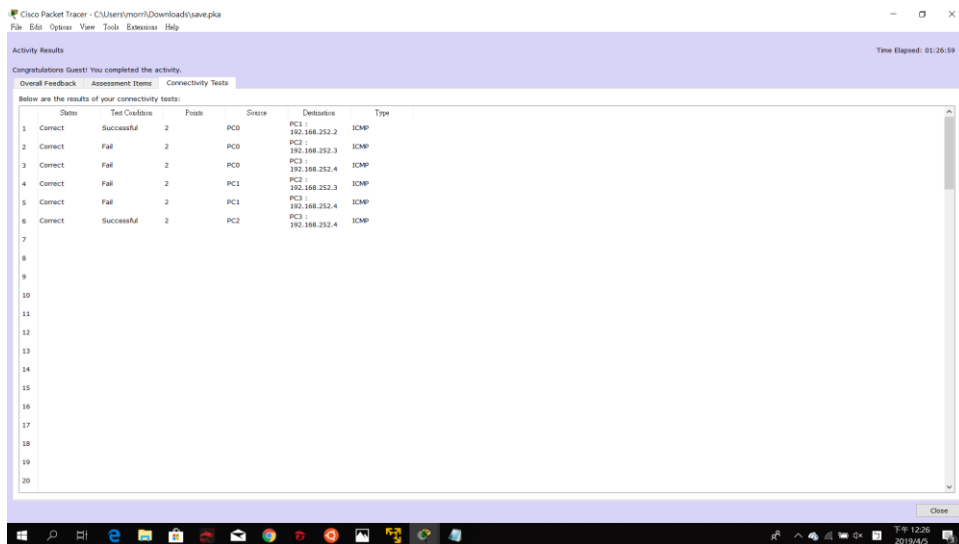 Cisco Packet Tracer - C:\Users\morri\Downloads\save.pka
File Edit Options View Tools Extensions Help
Activity Results Time Elapsed: 01:26:59
Congratulations Guest! You completed the activity.
Overall Feedback Assessment Items Connectivity Tests
Below are the results of your connectivity tests:
Status Test Condition Points Source Destination Type
1 Correct Successful 2 PC0 PC1 : 192.168.252.2 ICMP
2 Correct Fail 2 PC0 PC2 : 192.168.252.3 ICMP
3 Correct Fail 2 PC0 PC3 : 192.168.252.4 ICMP
4 Correct Fail 2 PC1 PC2 : 192.168.252.3 ICMP
5 Correct Fail 2 PC1 PC3 : 192.168.252.4 ICMP
6 Correct Successful 2 PC2 PC3 : 192.168.252.4 ICMP
7
8
9
10
11
12
13
14
15
16
17
18
19
20
Close
下午 12:26
2019/4/5